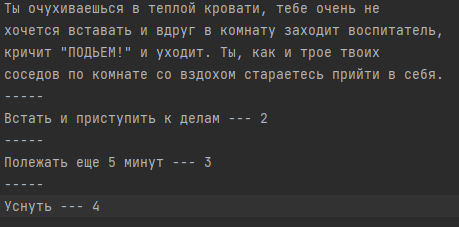 Ты очухиваешься в теплой кровати, тебе очень не
хочется вставать и вдруг в комнату заходит воспитатель,
кричит "ПОДЬЕМ!" и уходит. Ты, как и трое твоих
соседов по комнате со вздохом стараетесь прийти в себя.
-----
Встать и приступить к делам --- 2
-----
Полежать еще 5 минут --- 3
-----
Уснуть --- 4